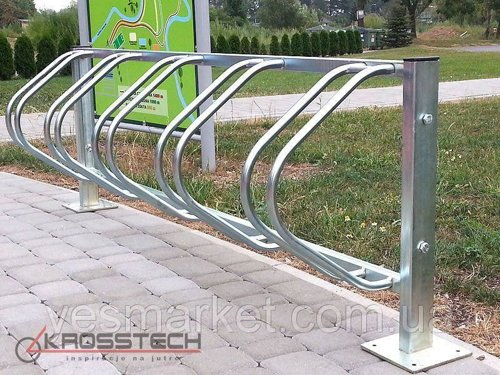 vesmarket.com.ua
KROSSTECH
inspiracje na jutro